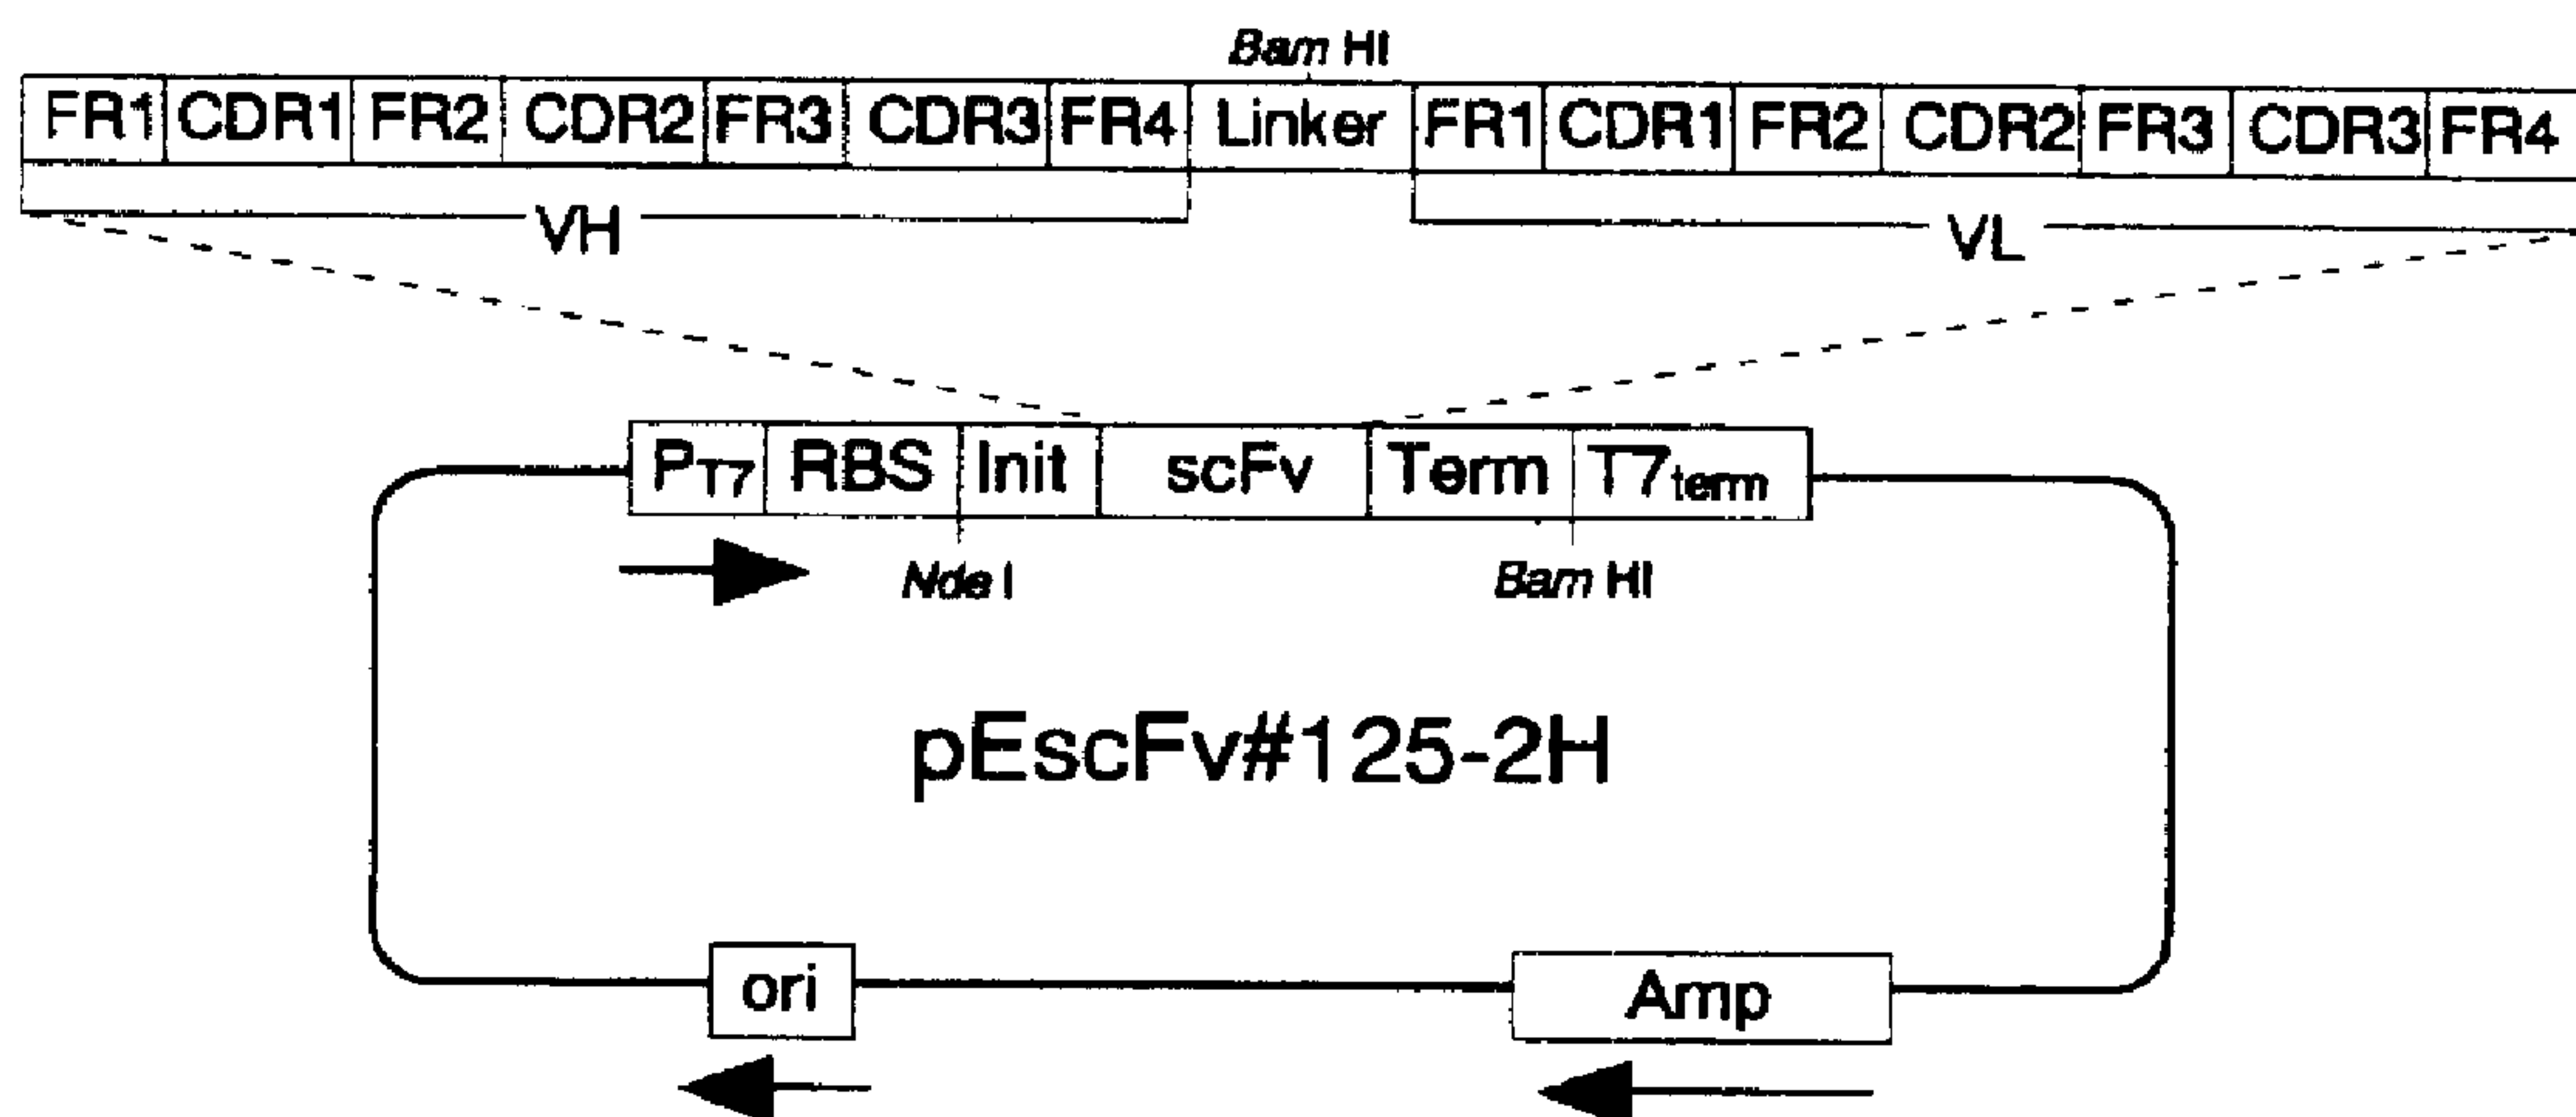 Bam HI
FR1 CDR1 FR2 CDR2 FR3 CDR3 FR4 Linker FR1 CDR1 FR2 CDR2 FR3 CDR3 FR4
VH VL
PT7 RBS Init scFv Term T7term
Nde I Bam HI
pEscFv#125-2H
ori Amp